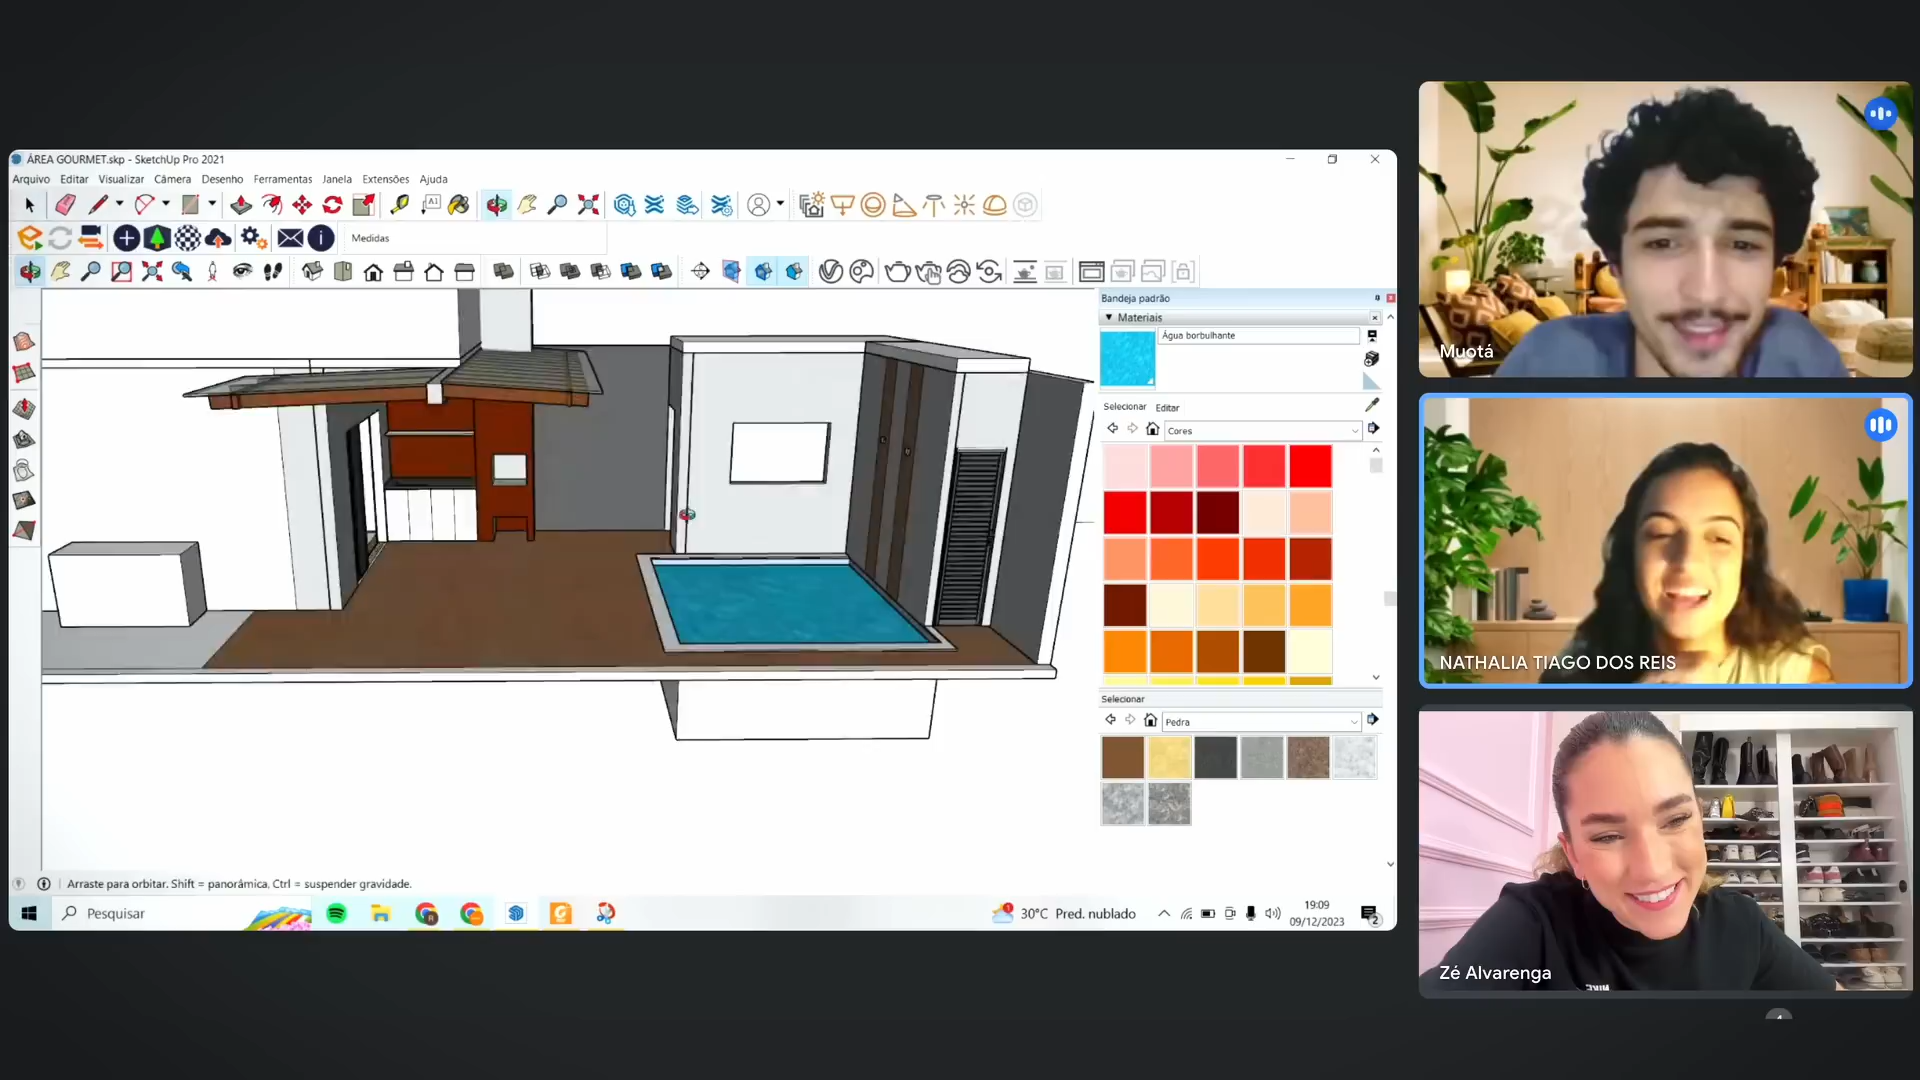 ÁREA GOURMET.skp - SketchUp Pro 2021
Arquivo Editar Visualizar Câmera Desenho Ferramentas Janela Extensões Ajuda
Medidas
Bandeja padrão
Materiais
Água borbulhante
Selecionar Editar
Cores
Selecionar
Pedra
Arraste para orbitar. Shift = panorâmica, Ctrl = suspender gravidade.
Pesquisar
30°C Pred. nublado
19:09
09/12/2023
2
Muotá
NATHALIA TIAGO DOS REIS
Zé Alvarenga